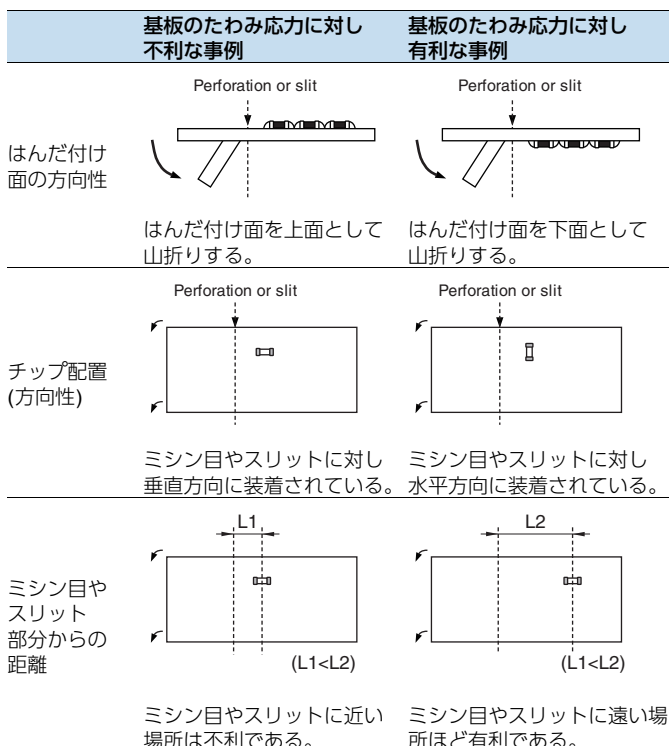 基板のたわみ応力に対し
不利な事例
基板のたわみ応力に対し
有利な事例
はんだ付け
面の方向性
Perforation or slit
はんだ付け面を上面として
山折りする。
Perforation or slit
はんだ付け面を下面として
山折りする。
チップ配置
(方向性)
Perforation or slit
ミシン目やスリットに対し
垂直方向に装着されている。
Perforation or slit
ミシン目やスリットに対し
水平方向に装着されている。
ミシン目や
スリット
部分からの
距離
L1
(L1<L2)
ミシン目やスリットに近い
場所は不利である。
L2
(L1<L2)
ミシン目やスリットに遠い場
所ほど有利である。